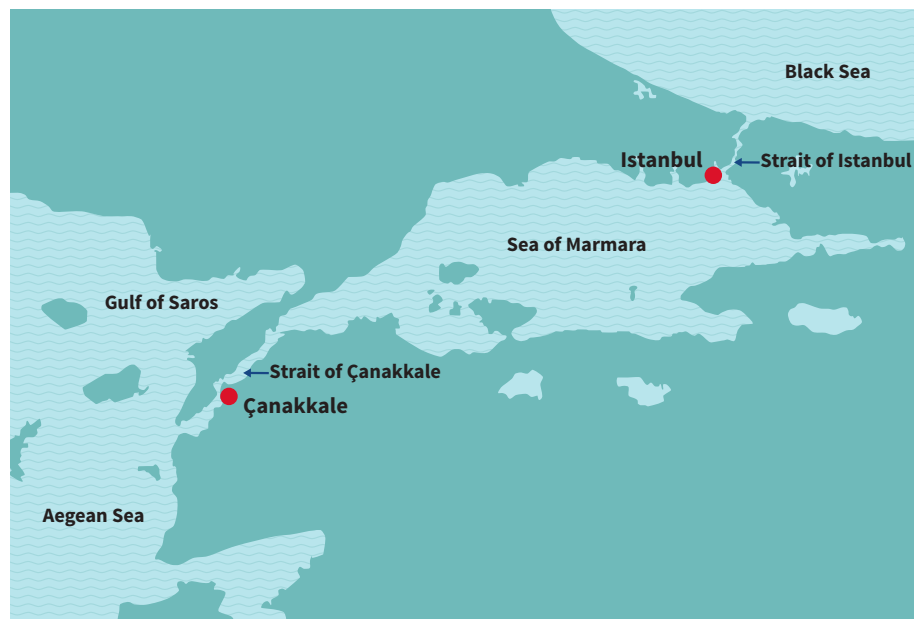 Black Sea
Istanbul
Strait of Istanbul
Sea of Marmara
Gulf of Saros
Strait of Çanakkale
Çanakkale
Aegean Sea